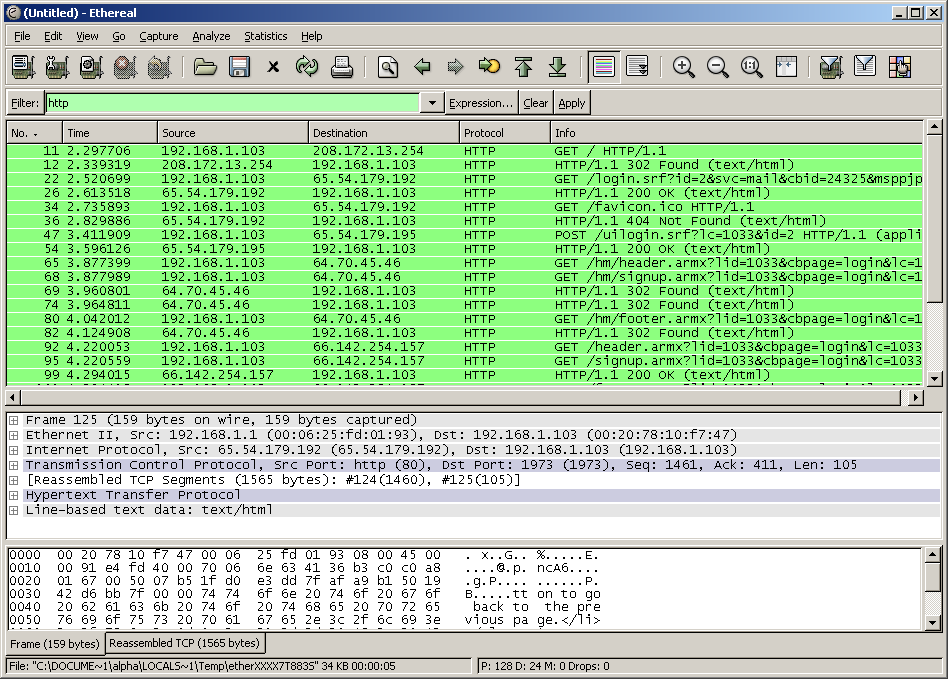 (Untitled) - Ethereal
File Edit View Go Capture Analyze Statistics Help
Filter: http Expression... Clear Apply
No. Time Source Destination Protocol Info
11 2.297706 192.168.1.103 208.172.13.254 HTTP GET / HTTP/1.1
12 2.339319 208.172.13.254 192.168.1.103 HTTP HTTP/1.1 302 Found (text/html)
22 2.520699 192.168.1.103 65.54.179.192 HTTP GET /login.srf?id=2&svc=mail&cbid=24325&msppjp
26 2.613518 65.54.179.192 192.168.1.103 HTTP HTTP/1.1 200 OK (text/html)
34 2.735893 192.168.1.103 65.54.179.192 HTTP GET /favicon.ico HTTP/1.1
36 2.829886 65.54.179.192 192.168.1.103 HTTP HTTP/1.1 404 Not Found (text/html)
47 3.411909 192.168.1.103 65.54.179.195 HTTP POST /uilogin.srf?lc=1033&id=2 HTTP/1.1 (appli
54 3.596126 65.54.179.195 192.168.1.103 HTTP HTTP/1.1 200 OK (text/html)
65 3.877399 192.168.1.103 64.70.45.46 HTTP GET /hm/header.armx?lid=1033&cbpage=login&lc=1
68 3.877989 192.168.1.103 64.70.45.46 HTTP GET /hm/signup.armx?lid=1033&cbpage=login&lc=1
69 3.960801 64.70.45.46 192.168.1.103 HTTP HTTP/1.1 302 Found (text/html)
74 3.964811 64.70.45.46 192.168.1.103 HTTP HTTP/1.1 302 Found (text/html)
80 4.042012 192.168.1.103 64.70.45.46 HTTP GET /hm/footer.armx?lid=1033&cbpage=login&lc=1
82 4.124908 64.70.45.46 192.168.1.103 HTTP HTTP/1.1 302 Found (text/html)
92 4.220053 192.168.1.103 66.142.254.157 HTTP GET /header.armx?lid=1033&cbpage=login&lc=1033
95 4.220559 192.168.1.103 66.142.254.157 HTTP GET /signup.armx?lid=1033&cbpage=login&lc=1033
99 4.294015 66.142.254.157 192.168.1.103 HTTP HTTP/1.1 200 OK (text/html)
Frame 125 (159 bytes on wire, 159 bytes captured)
Ethernet II, Src: 192.168.1.1 (00:06:25:fd:01:93), Dst: 192.168.1.103 (00:20:78:10:f7:47)
Internet Protocol, Src: 65.54.179.192 (65.54.179.192), Dst: 192.168.1.103 (192.168.1.103)
Transmission Control Protocol, Src Port: http (80), Dst Port: 1973 (1973), Seq: 1461, Ack: 411, Len: 105
[Reassembled TCP Segments (1565 bytes): #124(1460), #125(105)]
Hypertext Transfer Protocol
Line-based text data: text/html
0000 00 20 78 10 f7 47 00 06 25 fd 01 93 08 00 45 00 . x..G.. %.....E.
0010 00 91 e4 fd 40 00 70 06 6e 63 41 36 b3 c0 c0 a8 ....@.p. ncA6....
0020 01 67 00 50 07 b5 1f d0 e3 dd 7f af a9 b1 50 19 .g.P.... ......P.
0030 42 d6 bb 7f 00 00 74 74 6f 6e 20 74 6f 20 67 6f B.....tt on to go
0040 20 62 61 63 6b 20 74 6f 20 74 68 65 20 70 72 65 back to the pre
0050 76 69 6f 75 73 20 70 61 67 65 2e 3c 2f 6c 69 3e vious pa ge.</li>
Frame (159 bytes) Reassembled TCP (1565 bytes)
File: "C:\DOCUME~1\alpha\LOCALS~1\Temp\etherXXXX7T883S" 34 KB 00:00:05 P: 128 D: 24 M: 0 Drops: 0